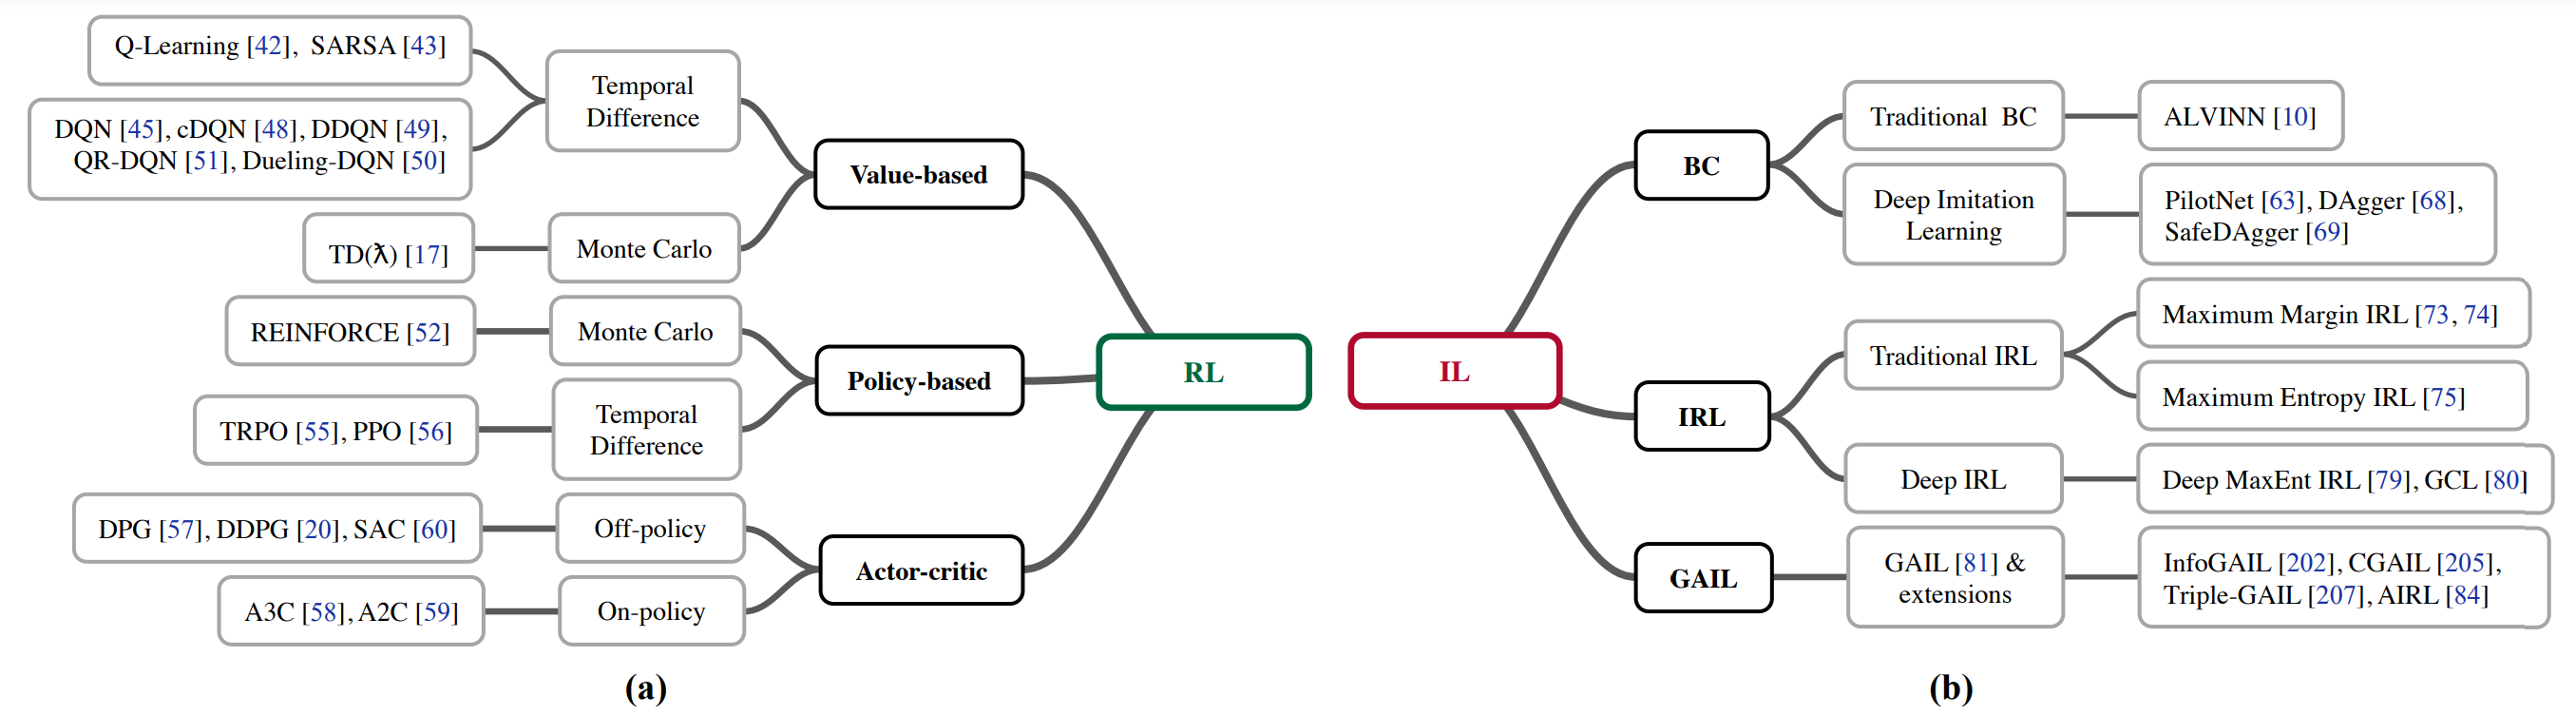 Q-Learning [42], SARSA [43]
DQN [45], cDQN [48], DDQN [49],
QR-DQN [51], Dueling-DQN [50]
Temporal
Difference
TD(ƛ) [17]
Monte Carlo
Value-based
REINFORCE [52]
Monte Carlo
TRPO [55], PPO [56]
Temporal
Difference
Policy-based
DPG [57], DDPG [20], SAC [60]
Off-policy
A3C [58], A2C [59]
On-policy
Actor-critic
RL
(a)
IL
BC
Traditional BC
ALVINN [10]
Deep Imitation
Learning
PilotNet [63], DAgger [68],
SafeDAgger [69]
IRL
Traditional IRL
Maximum Margin IRL [73, 74]
Maximum Entropy IRL [75]
Deep IRL
Deep MaxEnt IRL [79], GCL [80]
GAIL
GAIL [81] &
extensions
InfoGAIL [202], CGAIL [205],
Triple-GAIL [207], AIRL [84]
(b)